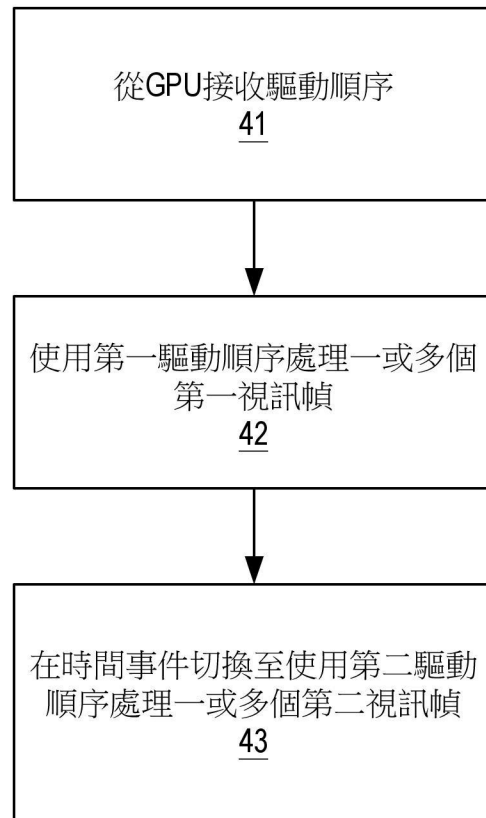 從GPU接收驅動順序
41
使用第一驅動順序處理一或多個
第一視訊幀
42
在時間事件切換至使用第二驅動
順序處理一或多個第二視訊幀
43